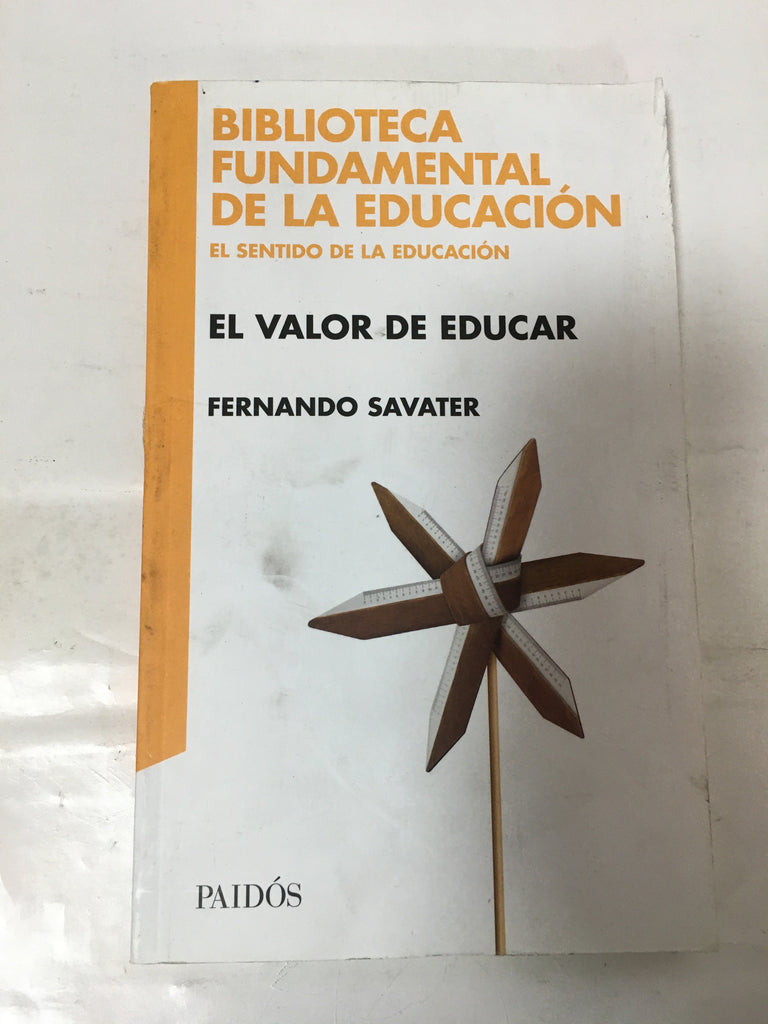 BIBLIOTECA
FUNDAMENTAL
DE LA EDUCACIÓN
EL SENTIDO DE LA EDUCACIÓN
EL VALOR DE EDUCAR
FERNANDO SAVATER
PAIDÓS